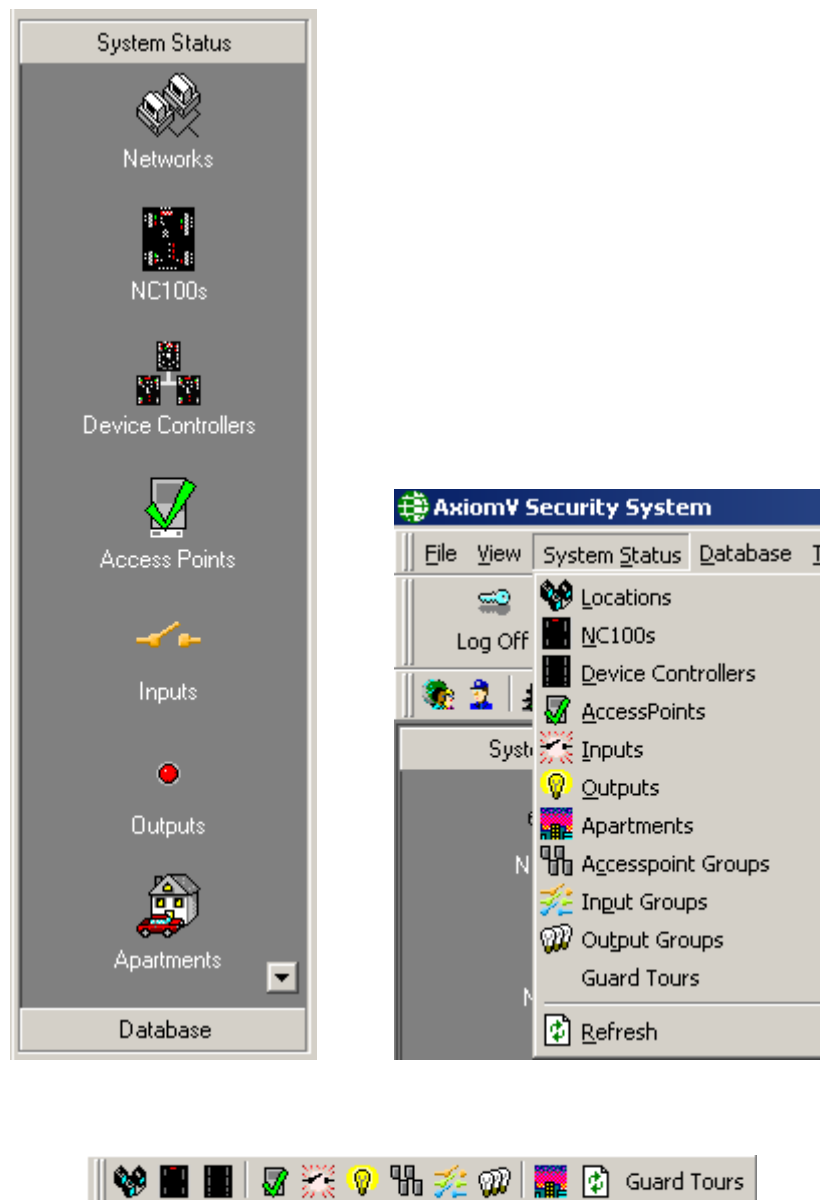 System Status
Networks
NC100s
Device Controllers
Access Points
Inputs
Outputs
Apartments
Database
AxiomV Security System
File View System Status Database
Log Off
Locations
NC100s
Device Controllers
AccessPoints
Inputs
Outputs
Apartments
Accesspoint Groups
Input Groups
Output Groups
Guard Tours
Refresh
Guard Tours